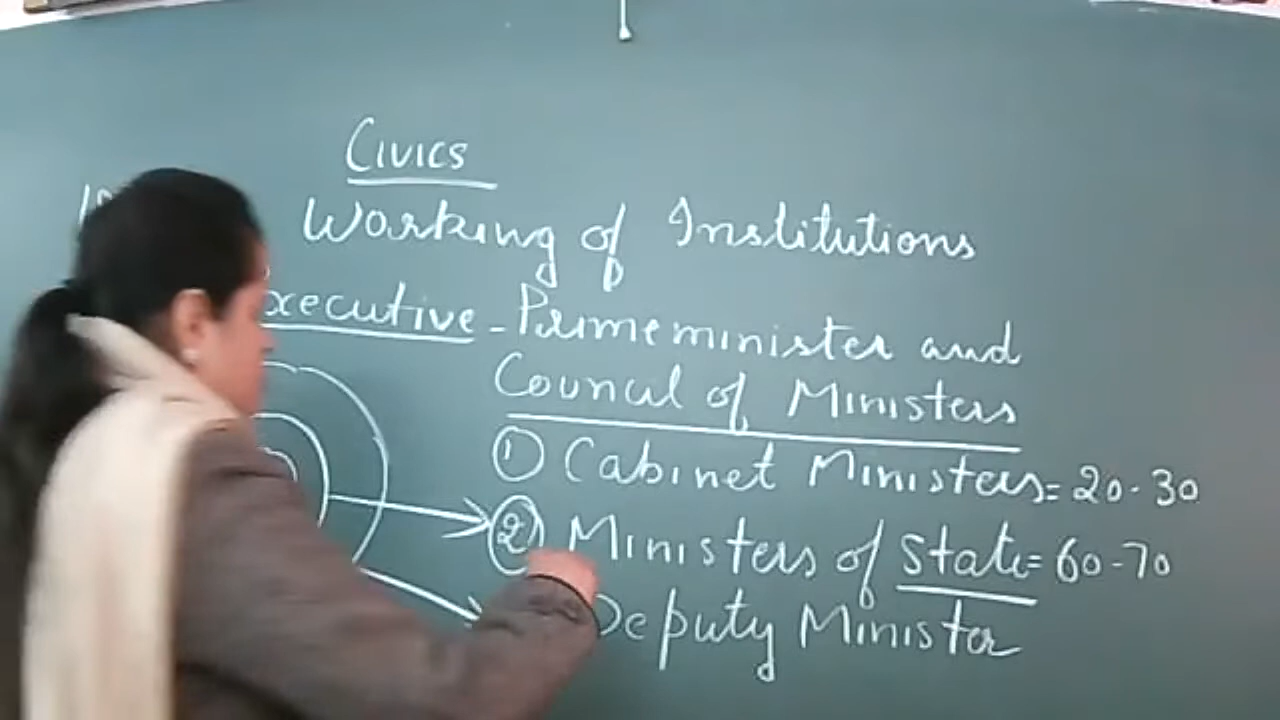 CIVICS
Working of Institutions
xecutive - Prime minister and
Council of Ministers
① Cabinet Ministers = 20-30
② Ministers of State = 60-70
Deputy Minister